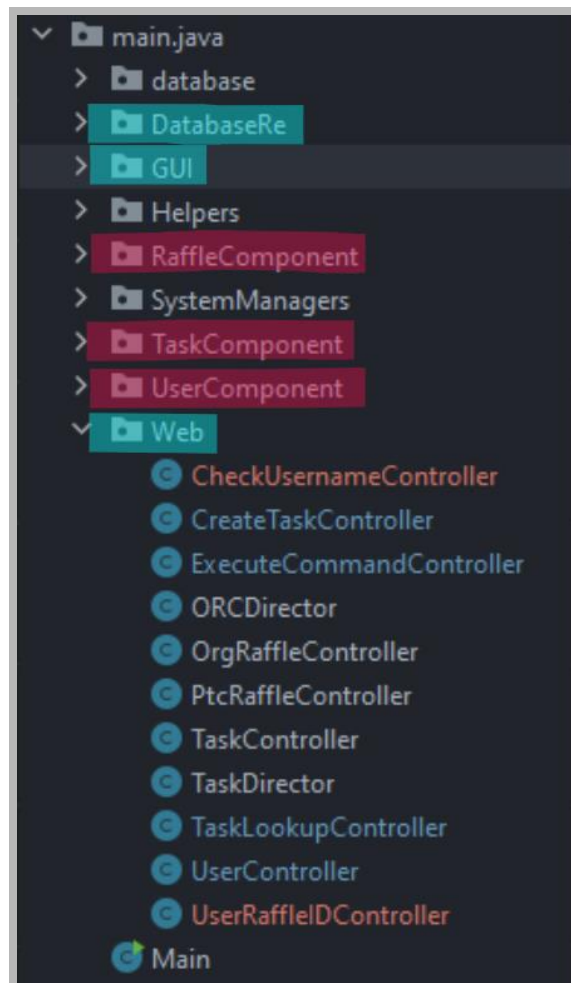 main.java
database
DatabaseRe
GUI
Helpers
RaffleComponent
SystemManagers
TaskComponent
UserComponent
Web
CheckUsernameController
CreateTaskController
ExecuteCommandController
ORCDirector
OrgRaffleController
PtcRaffleController
TaskController
TaskDirector
TaskLookupController
UserController
UserRaffleIDController
Main